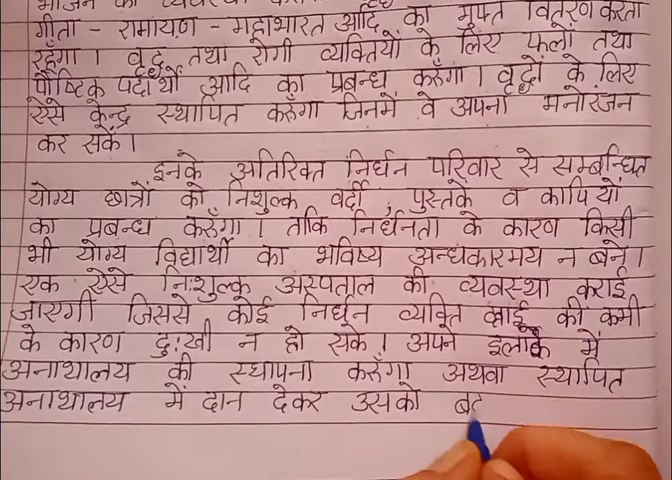 भोजन की व्यवस्था
गीता - रामायण - महाभारत आदि का मुफ्त वितरण करता
रहूँगा । वृद्ध तथा रोगी व्यक्तियों के लिए फलों तथा
पौष्टिक पदार्थों आदि का प्रबन्ध करूँगा । वृद्धों के लिए
ऐसे केन्द्र स्थापित करूँगा जिनमें वे अपना मनोरंजन
कर सकें ।
इनके अतिरिक्त निर्धन परिवार से सम्बन्धित
योग्य छात्रों को निशुल्क वर्दी , पुस्तकें व कापियों
का प्रबन्ध करूँगा । ताकि निर्धनता के कारण किसी
भी योग्य विद्यार्थी का भविष्य अन्धकारमय न बने ।
एक ऐसे निःशुल्क अस्पताल की व्यवस्था कराई
जाएगी जिससे कोई निर्धन व्यक्ति की कमी
के कारण दुःखी न हो सके । अपने इलाके में
अनाथालय की स्थापना करूँगा अथवा स्थापित
अनाथालय में दान देकर उसको